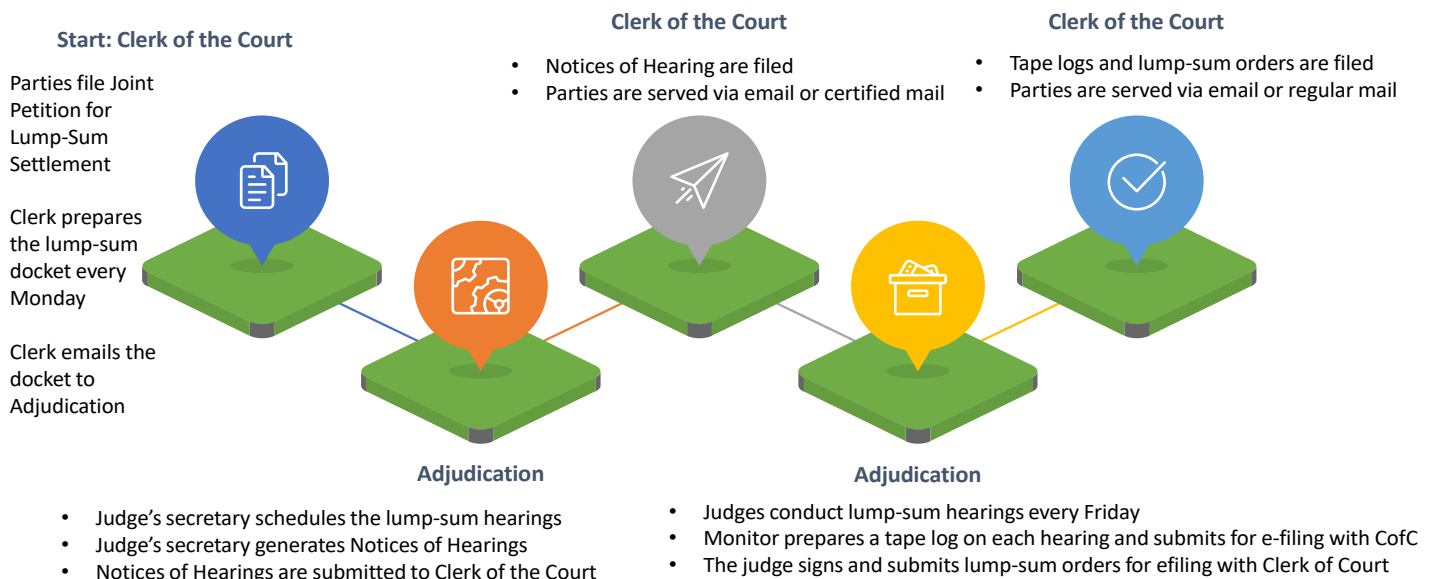 Start: Clerk of the Court
Parties file Joint
Petition for
Lump-Sum
Settlement
Clerk prepares
the lump-sum
docket every
Monday
Clerk emails the
docket to
Adjudication
Adjudication
• Judge’s secretary schedules the lump-sum hearings
• Judge’s secretary generates Notices of Hearings
• Notices of Hearings are submitted to Clerk of the Court
Clerk of the Court
• Notices of Hearing are filed
• Parties are served via email or certified mail
Adjudication
• Judges conduct lump-sum hearings every Friday
• Monitor prepares a tape log on each hearing and submits for e-filing with CofC
• The judge signs and submits lump-sum orders for efiling with Clerk of Court
Clerk of the Court
• Tape logs and lump-sum orders are filed
• Parties are served via email or regular mail